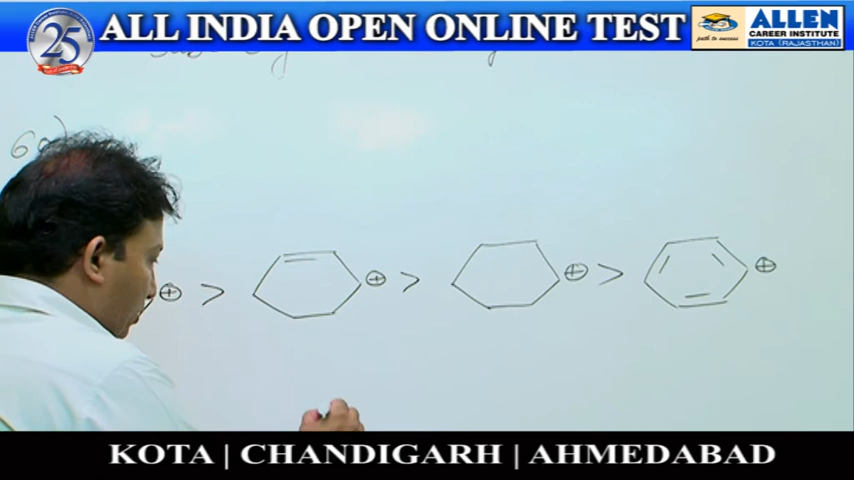 25 ALL INDIA OPEN ONLINE TEST
path to success
ALLEN
CAREER INSTITUTE
KOTA (RAJASTHAN)
⊕ > ⊕ > ⊕ > ⊕
KOTA | CHANDIGARH | AHMEDABAD